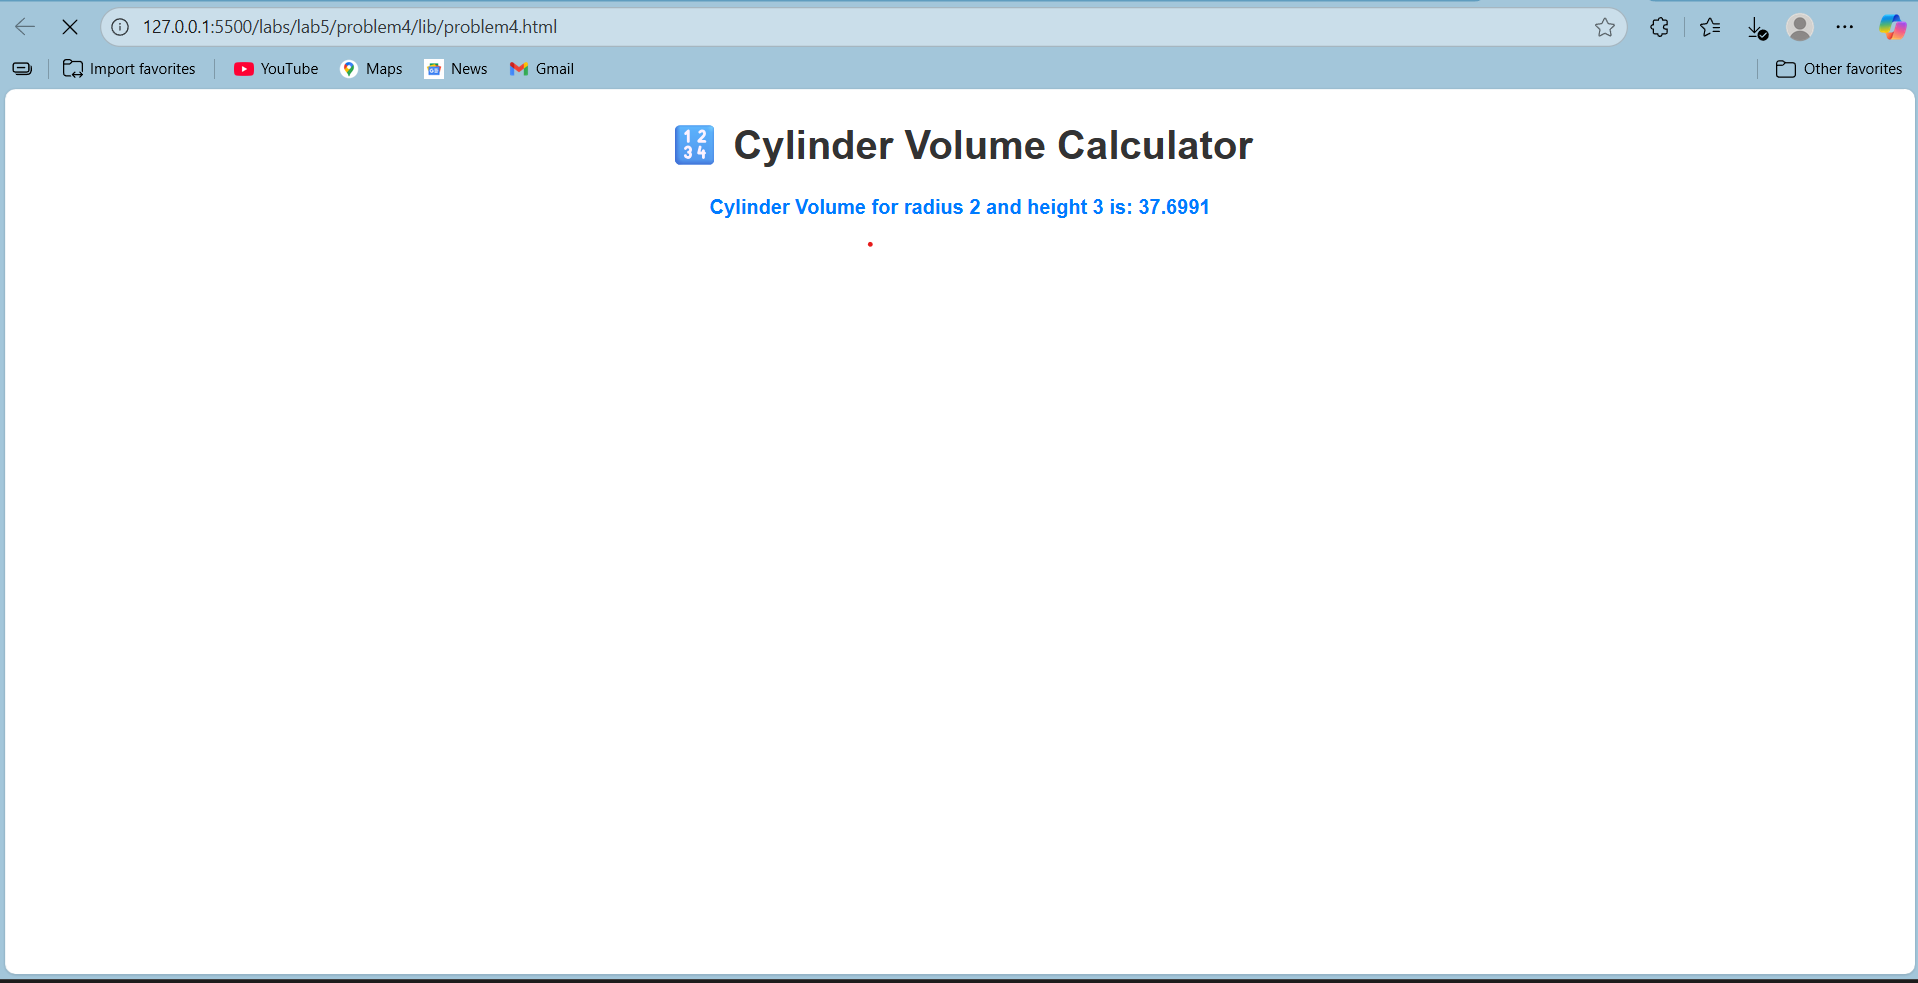 127.0.0.1:5500/labs/lab5/problem4/lib/problem4.html
Import favorites YouTube Maps News Gmail Other favorites
🔢 Cylinder Volume Calculator
Cylinder Volume for radius 2 and height 3 is: 37.6991